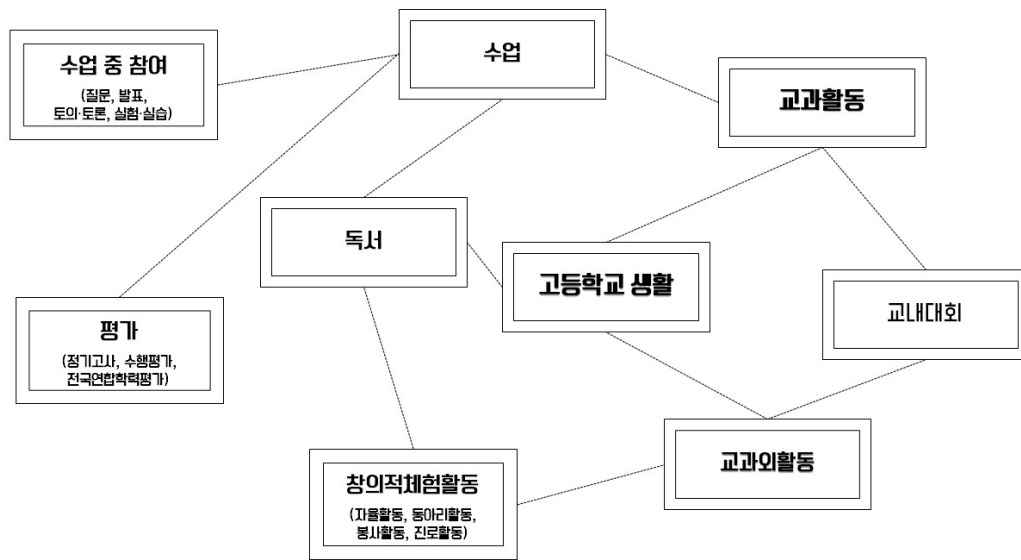 수업 중 참여
(질문, 발표,
토의·토론, 실험·실습)
수업
교과활동
독서
고등학교 생활
교내대회
평가
(정기고사, 수행평가,
전국연합학력평가)
교과외활동
창의적체험활동
(자율활동, 동아리활동,
봉사활동, 진로활동)